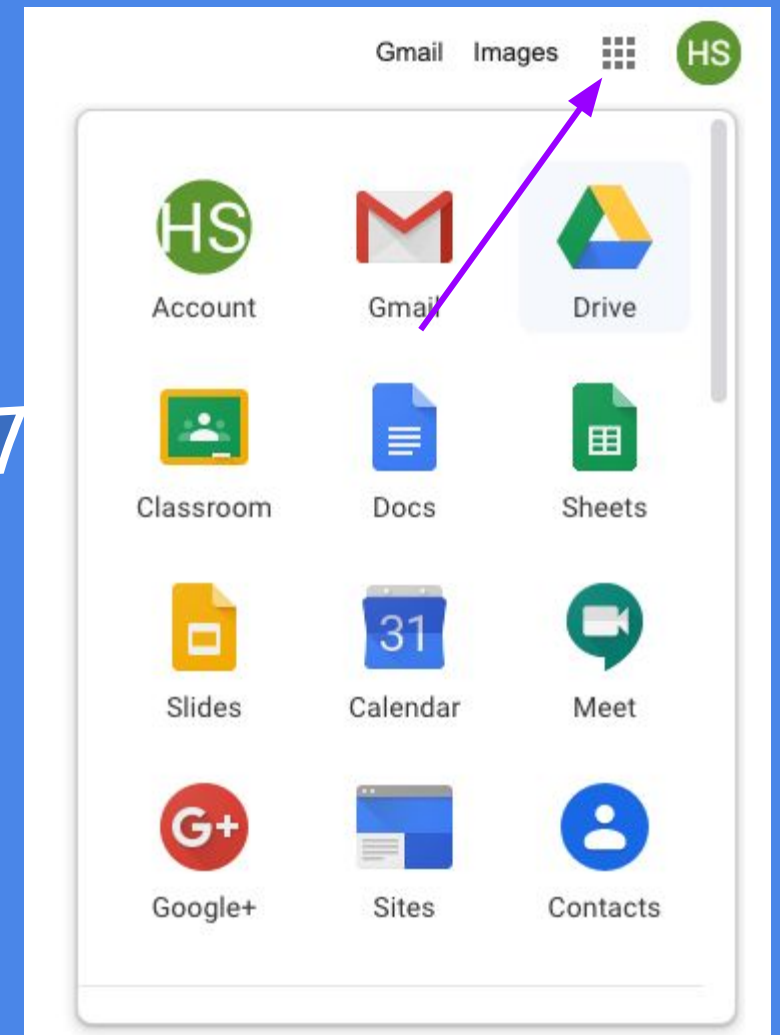 Gmail Images HS
HS
Account Gmail Drive
Classroom Docs Sheets
31
Slides Calendar Meet
G+
Google+ Sites Contacts